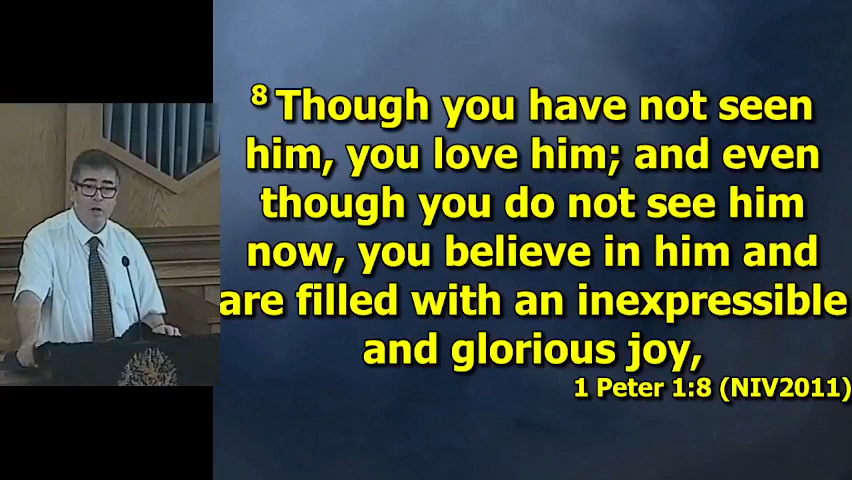 8 Though you have not seen
him, you love him; and even
though you do not see him
now, you believe in him and
are filled with an inexpressible
and glorious joy,
1 Peter 1:8 (NIV2011)